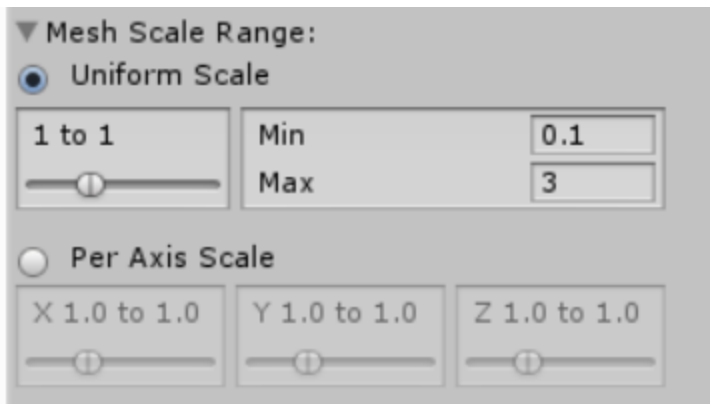 Mesh Scale Range:
Uniform Scale
1 to 1
Min 0.1
Max 3
Per Axis Scale
X 1.0 to 1.0 Y 1.0 to 1.0 Z 1.0 to 1.0